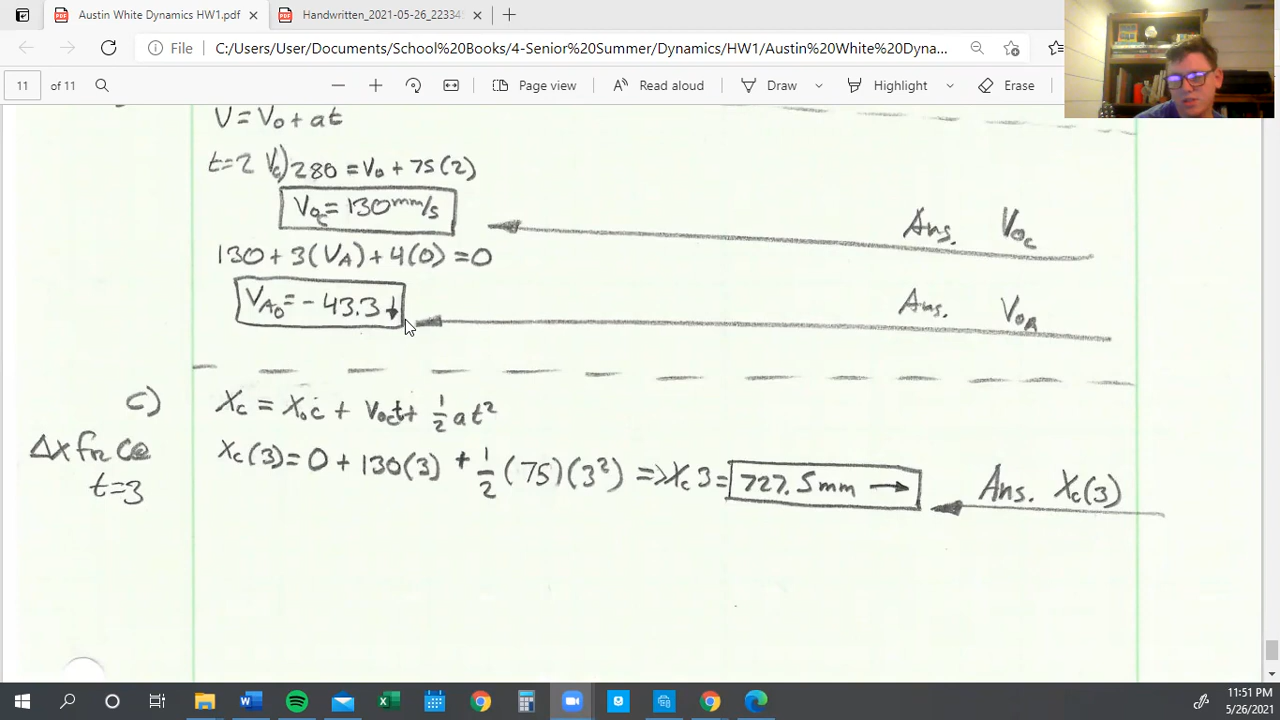 Austin White Dynamics HW1.pdf
Handwritten_2021-05-26_22334
File C:/Users/User/Documents/School%20Books/4-Senior%20Summer/Dynamics/HW1/Austin%20White%20Dyna...
11 of 11 Page view Read aloud Draw Highlight Erase
V = V0 + at
t=2 Vc) 280 = V0 + 75(2)
V0c = 130 mm/s
Ans. V0c
130 + 3(VA) + 4(0) = 0
VA0 = - 43.3 ↓
Ans. V0A
c) Xc = X0c + V0ct + 1/2 at²
Δx
t=3
Xc(3) = 0 + 130(3) + 1/2 (75)(3²) => Xc 3 = 727.5mm →
Ans. Xc(3)
11:51 PM
5/26/2021